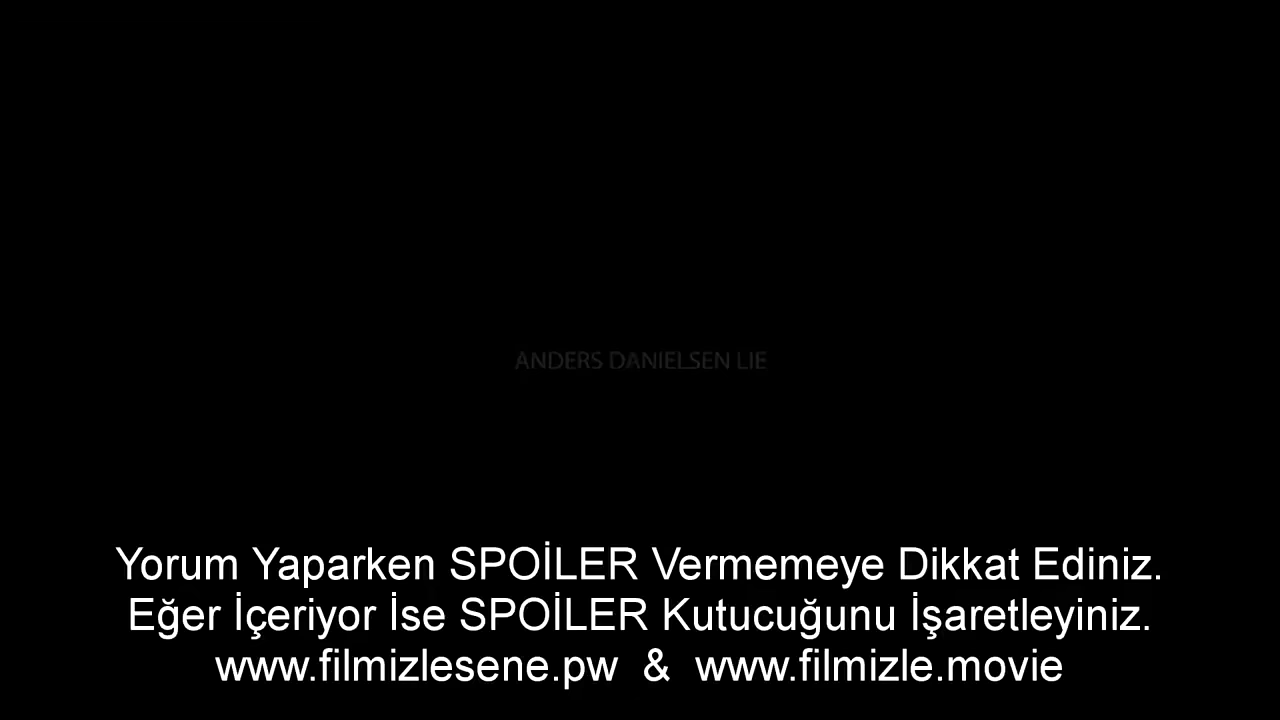 ANDERS DANIELSEN LIE
Yorum Yaparken SPOİLER Vermemeye Dikkat Ediniz.
Eğer İçeriyor İse SPOİLER Kutucuğunu İşaretleyiniz.
www.filmizlesene.pw & www.filmizle.movie